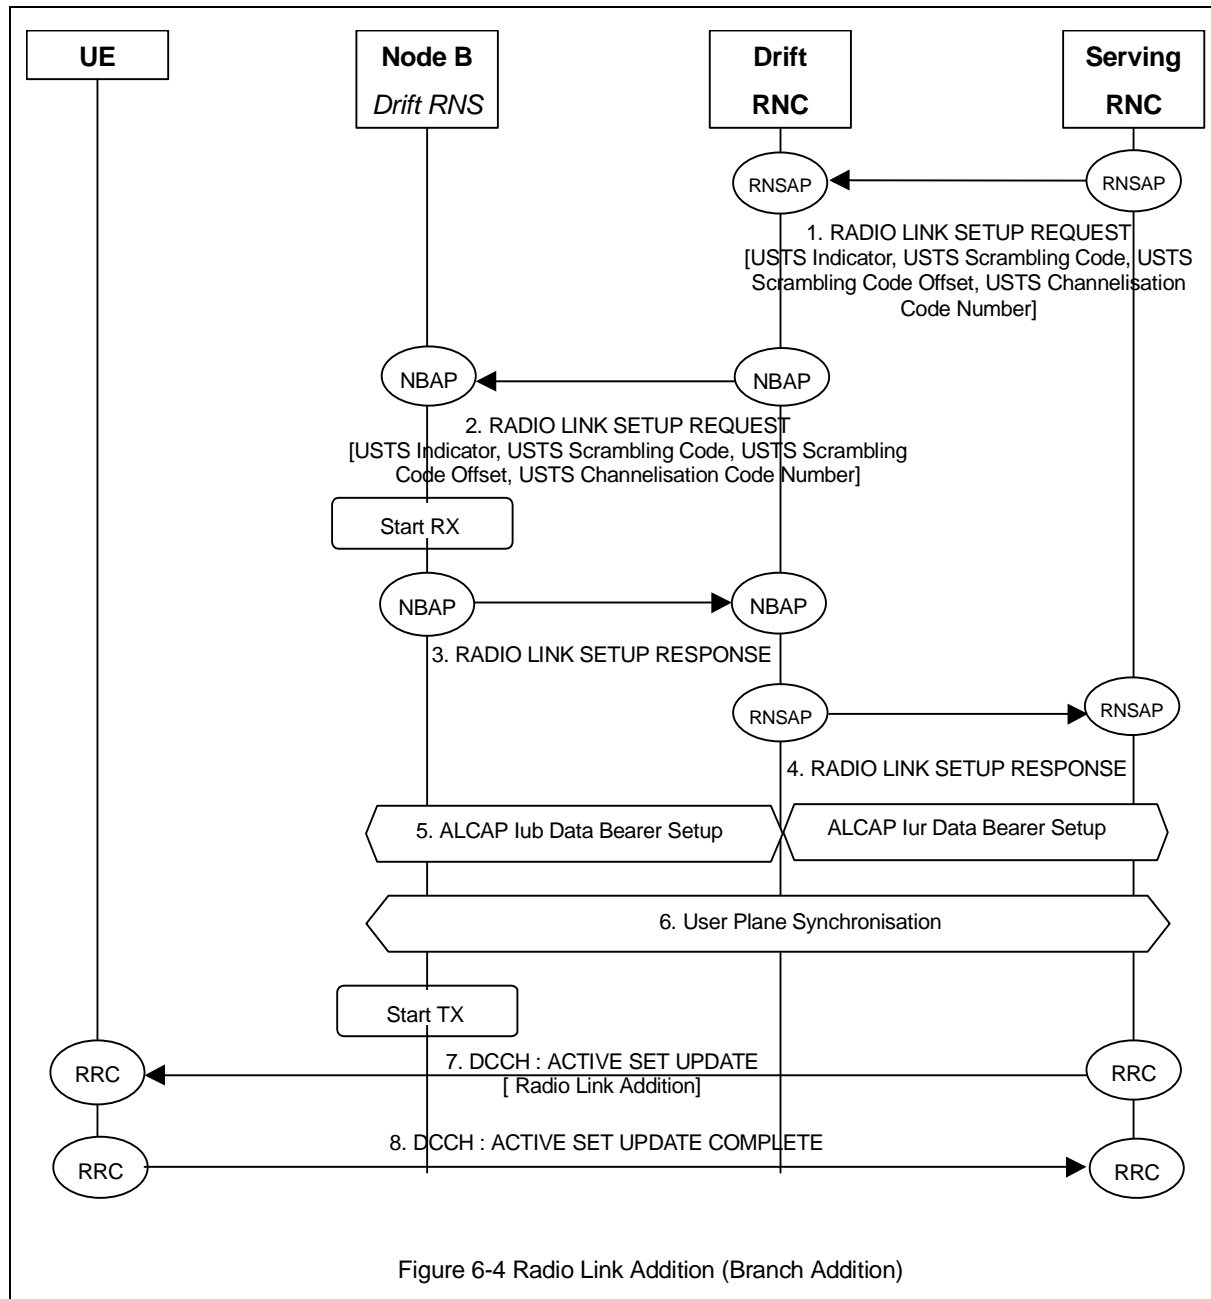 UE
Node B
Drift RNS
Drift
RNC
Serving
RNC
RNSAP
RNSAP
1. RADIO LINK SETUP REQUEST
[USTS Indicator, USTS Scrambling Code, USTS
Scrambling Code Offset, USTS Channelisation
Code Number]
NBAP
NBAP
2. RADIO LINK SETUP REQUEST
[USTS Indicator, USTS Scrambling Code, USTS Scrambling
Code Offset, USTS Channelisation Code Number]
Start RX
NBAP
NBAP
3. RADIO LINK SETUP RESPONSE
RNSAP
RNSAP
4. RADIO LINK SETUP RESPONSE
5. ALCAP Iub Data Bearer Setup
ALCAP Iur Data Bearer Setup
6. User Plane Synchronisation
Start TX
RRC
7. DCCH : ACTIVE SET UPDATE
[ Radio Link Addition]
RRC
RRC
8. DCCH : ACTIVE SET UPDATE COMPLETE
RRC
Figure 6-4 Radio Link Addition (Branch Addition)